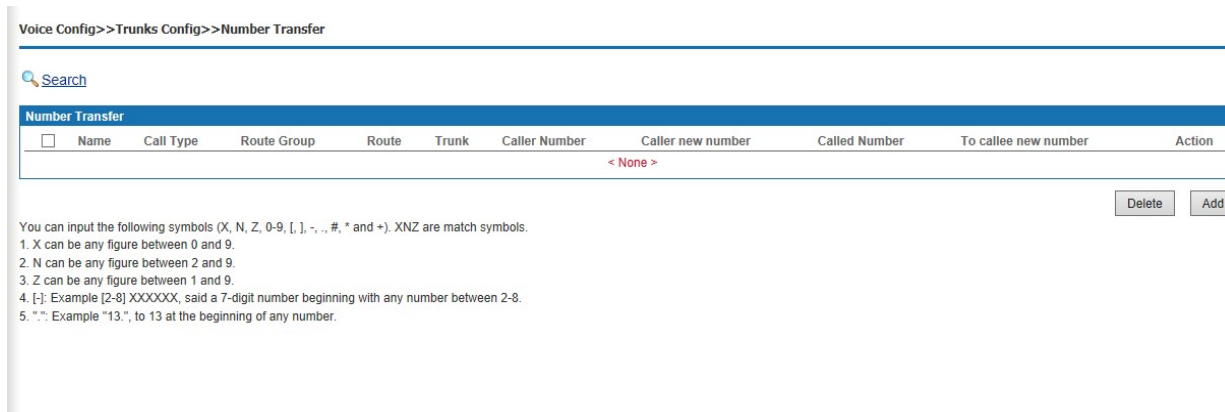 Voice Config>>Trunks Config>>Number Transfer
Search
Number Transfer
Name Call Type Route Group Route Trunk Caller Number Caller new number Called Number To callee new number Action
< None >
Delete Add
You can input the following symbols (X, N, Z, 0-9, [, ], -, ., #, * and +). XNZ are match symbols.
1. X can be any figure between 0 and 9.
2. N can be any figure between 2 and 9.
3. Z can be any figure between 1 and 9.
4. [-]: Example [2-8] XXXXXX, said a 7-digit number beginning with any number between 2-8.
5. ".": Example "13.", to 13 at the beginning of any number.